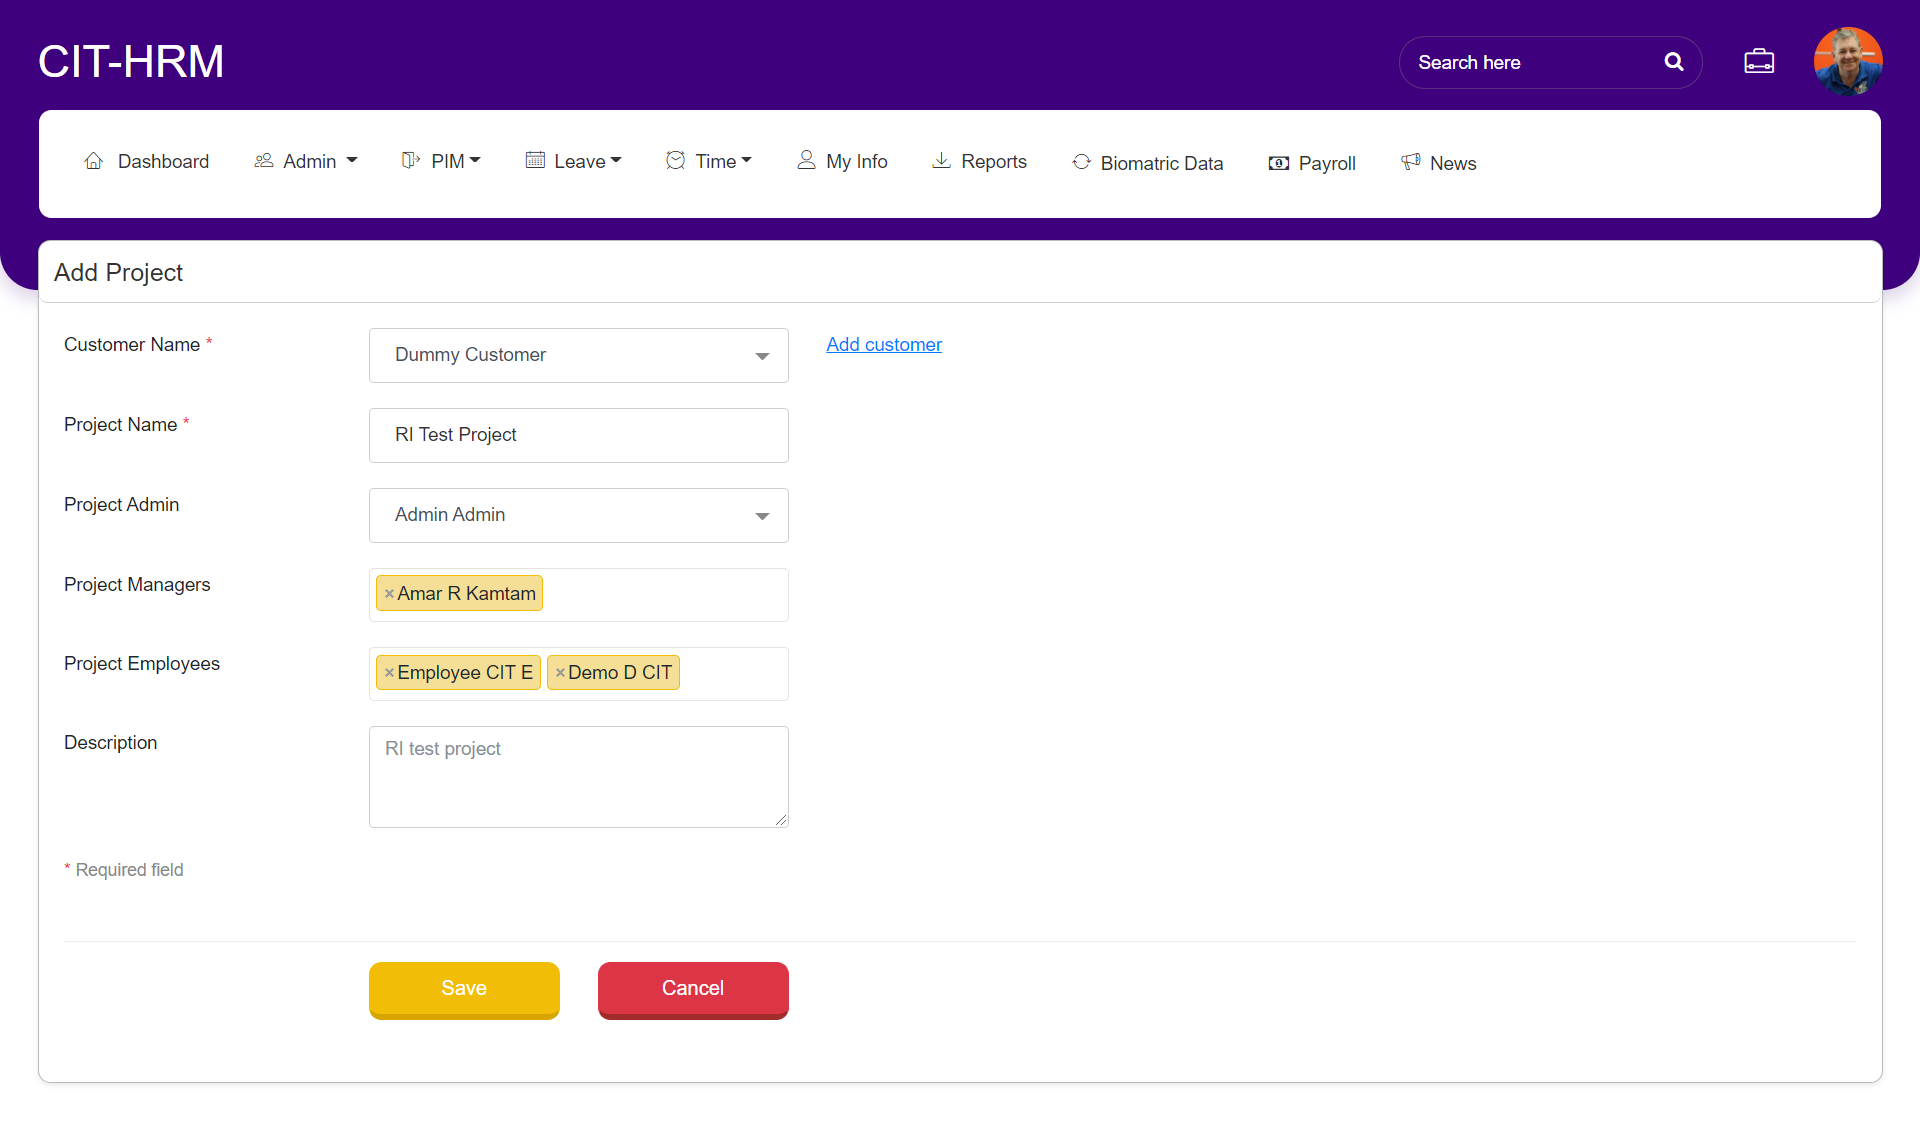 CIT-HRM
Search here
Dashboard
Admin
PIM
Leave
Time
My Info
Reports
Biomatric Data
Payroll
News
Add Project
Customer Name *
Dummy Customer
Add customer
Project Name *
RI Test Project
Project Admin
Admin Admin
Project Managers
×Amar R Kamtam
Project Employees
×Employee CIT E ×Demo D CIT
Description
RI test project
* Required field
Save
Cancel